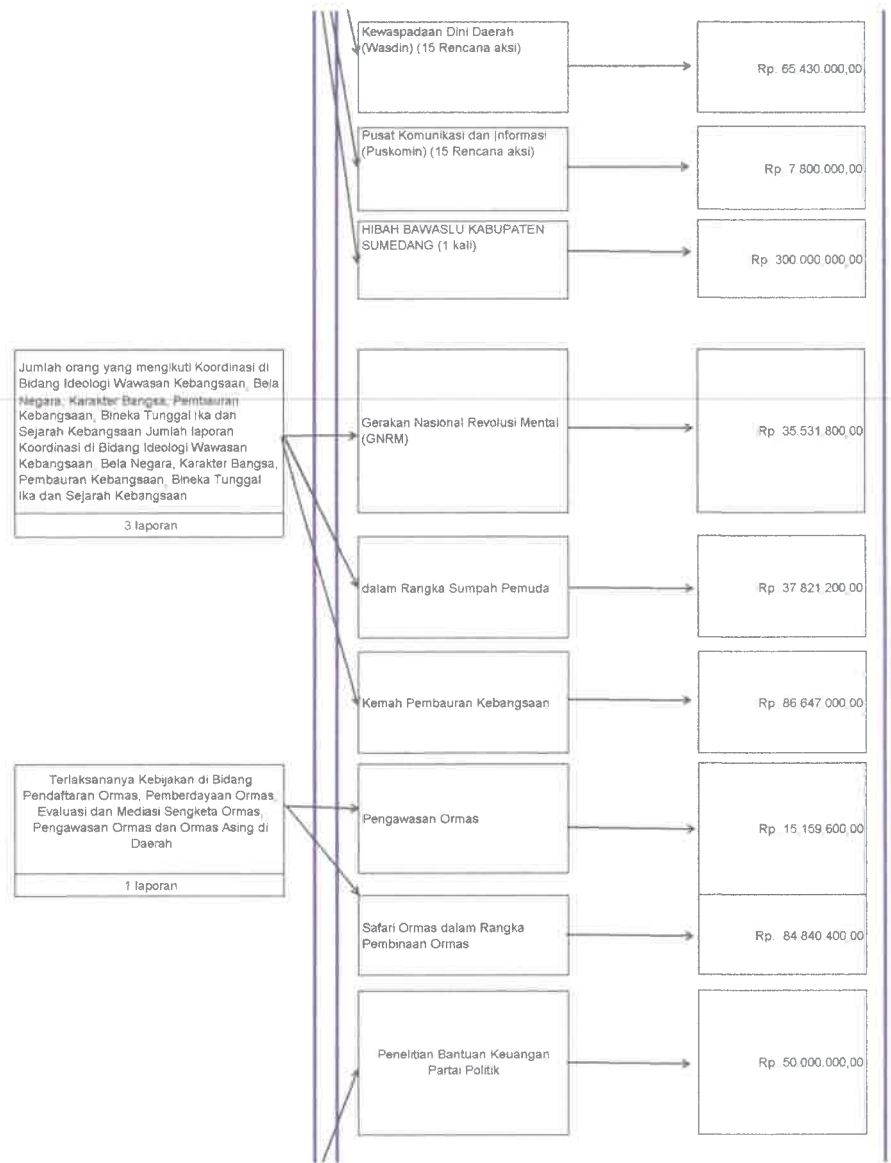 Kewaspadaan Dini Daerah
(Wasdin) (15 Rencana aksi)
Rp. 65.430.000,00
Pusat Komunikasi dan Informasi
(Puskomin) (15 Rencana aksi)
Rp. 7.800.000,00
HIBAH BAWASLU KABUPATEN
SUMEDANG (1 kali)
Rp. 300.000.000,00
Jumlah orang yang mengikuti Koordinasi di
Bidang Ideologi Wawasan Kebangsaan, Bela
Negara, Karakter Bangsa, Pembauran
Kebangsaan, Bineka Tunggal Ika dan
Sejarah Kebangsaan Jumlah laporan
Koordinasi di Bidang Ideologi Wawasan
Kebangsaan, Bela Negara, Karakter Bangsa,
Pembauran Kebangsaan, Bineka Tunggal
Ika dan Sejarah Kebangsaan
3 laporan
Gerakan Nasional Revolusi Mental
(GNRM)
Rp. 35.531.800,00
dalam Rangka Sumpah Pemuda
Rp. 37.821.200,00
Kemah Pembauran Kebangsaan
Rp. 86.647.000,00
Terlaksananya Kebijakan di Bidang
Pendaftaran Ormas, Pemberdayaan Ormas,
Evaluasi dan Mediasi Sengketa Ormas,
Pengawasan Ormas dan Ormas Asing di
Daerah
1 laporan
Pengawasan Ormas
Rp. 15.159.600,00
Safari Ormas dalam Rangka
Pembinaan Ormas
Rp. 84.840.400,00
Penelitian Bantuan Keuangan
Partai Politik
Rp. 50.000.000,00